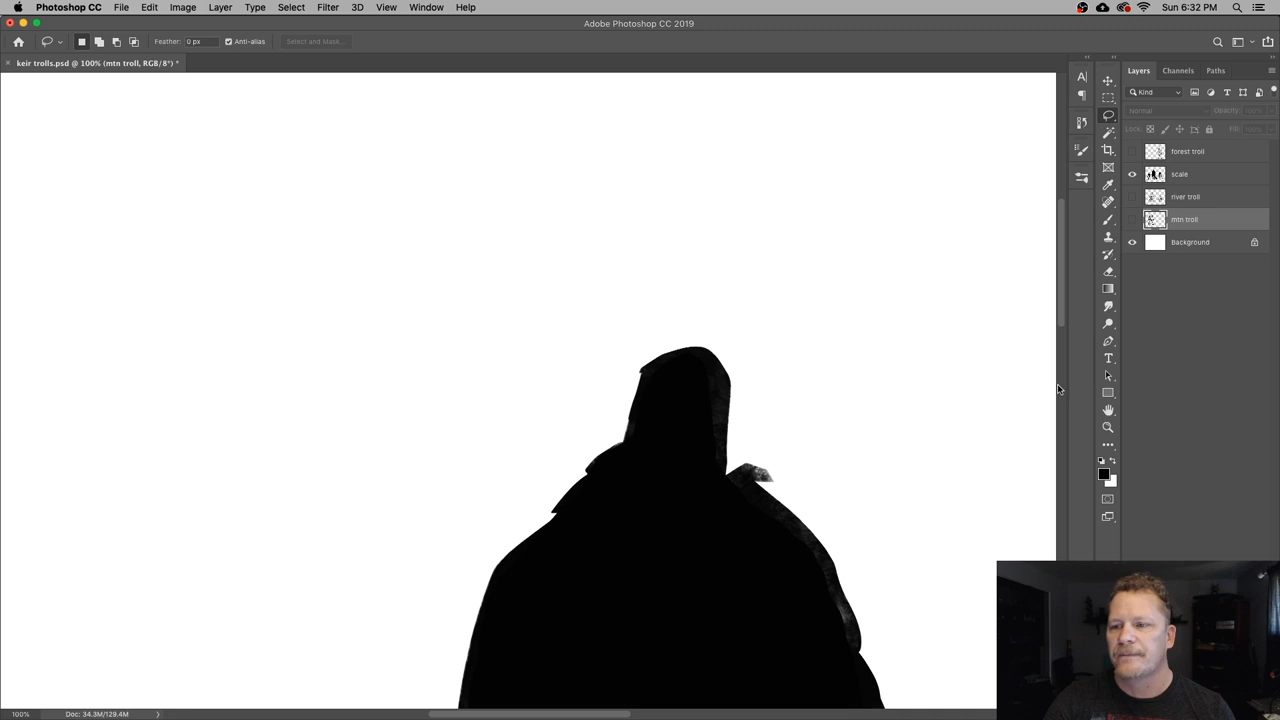 Photoshop CC File Edit Image Layer Type Select Filter 3D View Window Help Sun 6:32 PM
Adobe Photoshop CC 2019
Feather: 0 px Anti-alias Select and Mask...
× keir trolls.psd @ 100% (mtn troll, RGB/8*) *
Layers Channels Paths
Kind
Normal Opacity: 100%
Lock: Fill: 100%
forest troll
scale
river troll
mtn troll
Background
100% Doc: 34.3M/129.4M